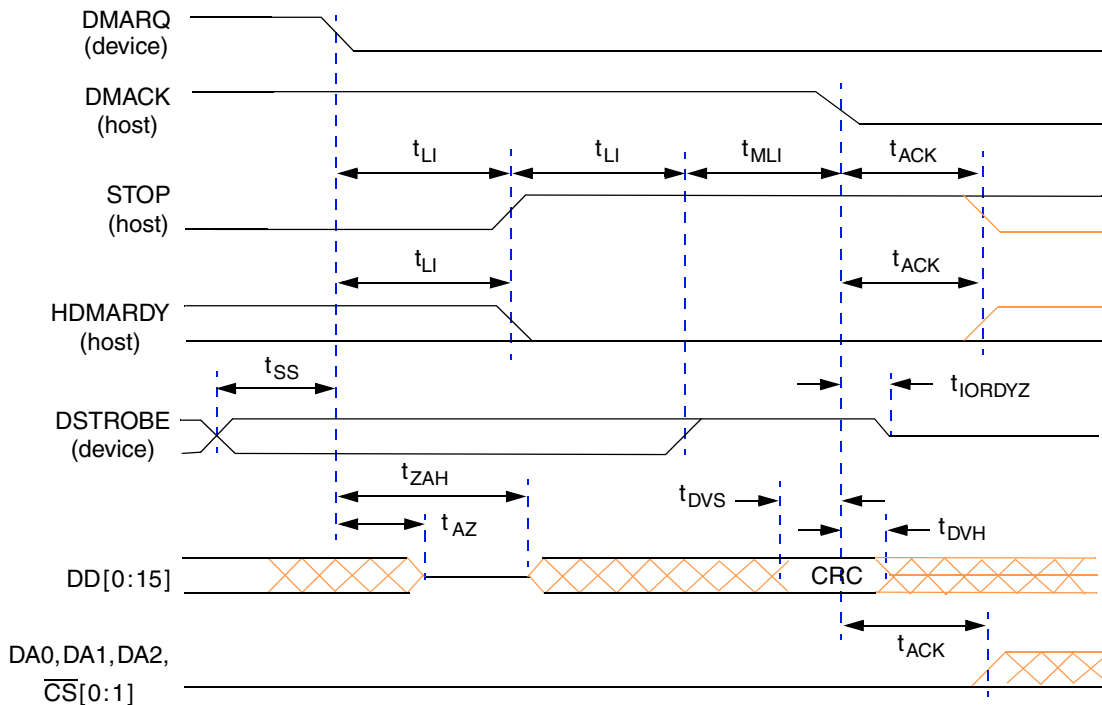 DMARQ
(device)
DMACK
(host)
tLI tLI tMLI tACK
STOP
(host)
tLI tACK
HDMARDY
(host)
tSS tIORDYZ
DSTROBE
(device)
tZAH tDVS
tAZ tDVH
DD[0:15] CRC
tACK
DA0,DA1,DA2,
C̅S̅[0:1]